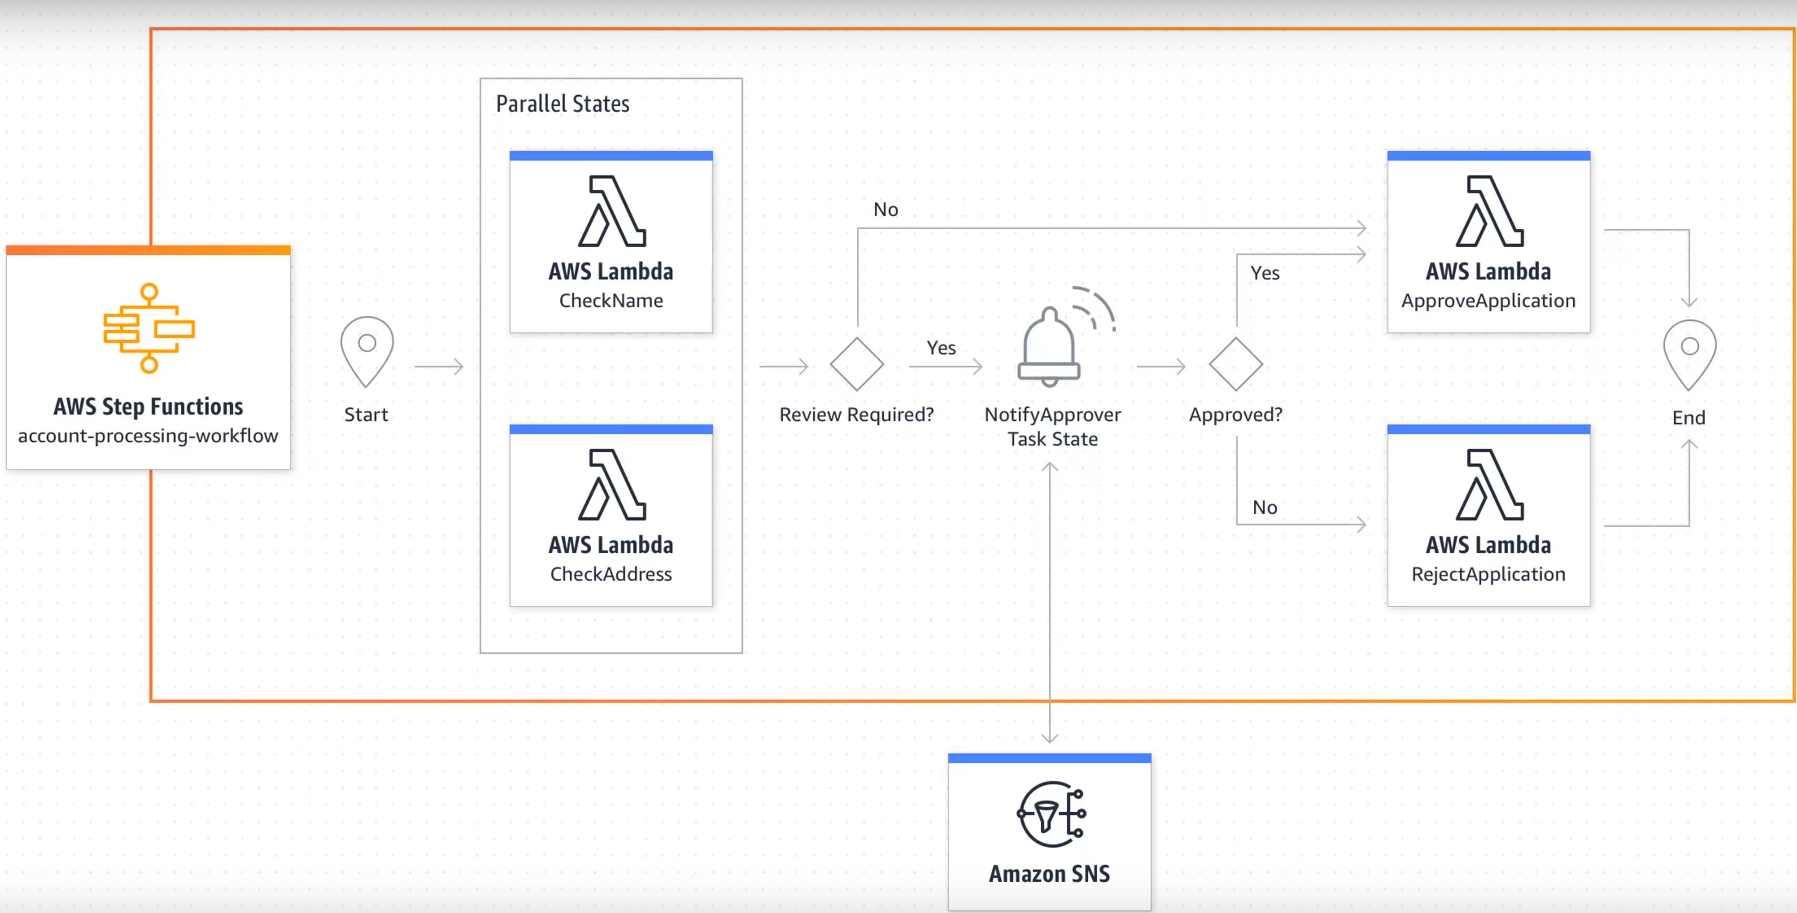 Parallel States
AWS Lambda
CheckName
AWS Lambda
CheckAddress
AWS Step Functions
account-processing-workflow
Start
No
Yes
Review Required?
NotifyApprover
Task State
Yes
Approved?
No
AWS Lambda
ApproveApplication
AWS Lambda
RejectApplication
End
Amazon SNS